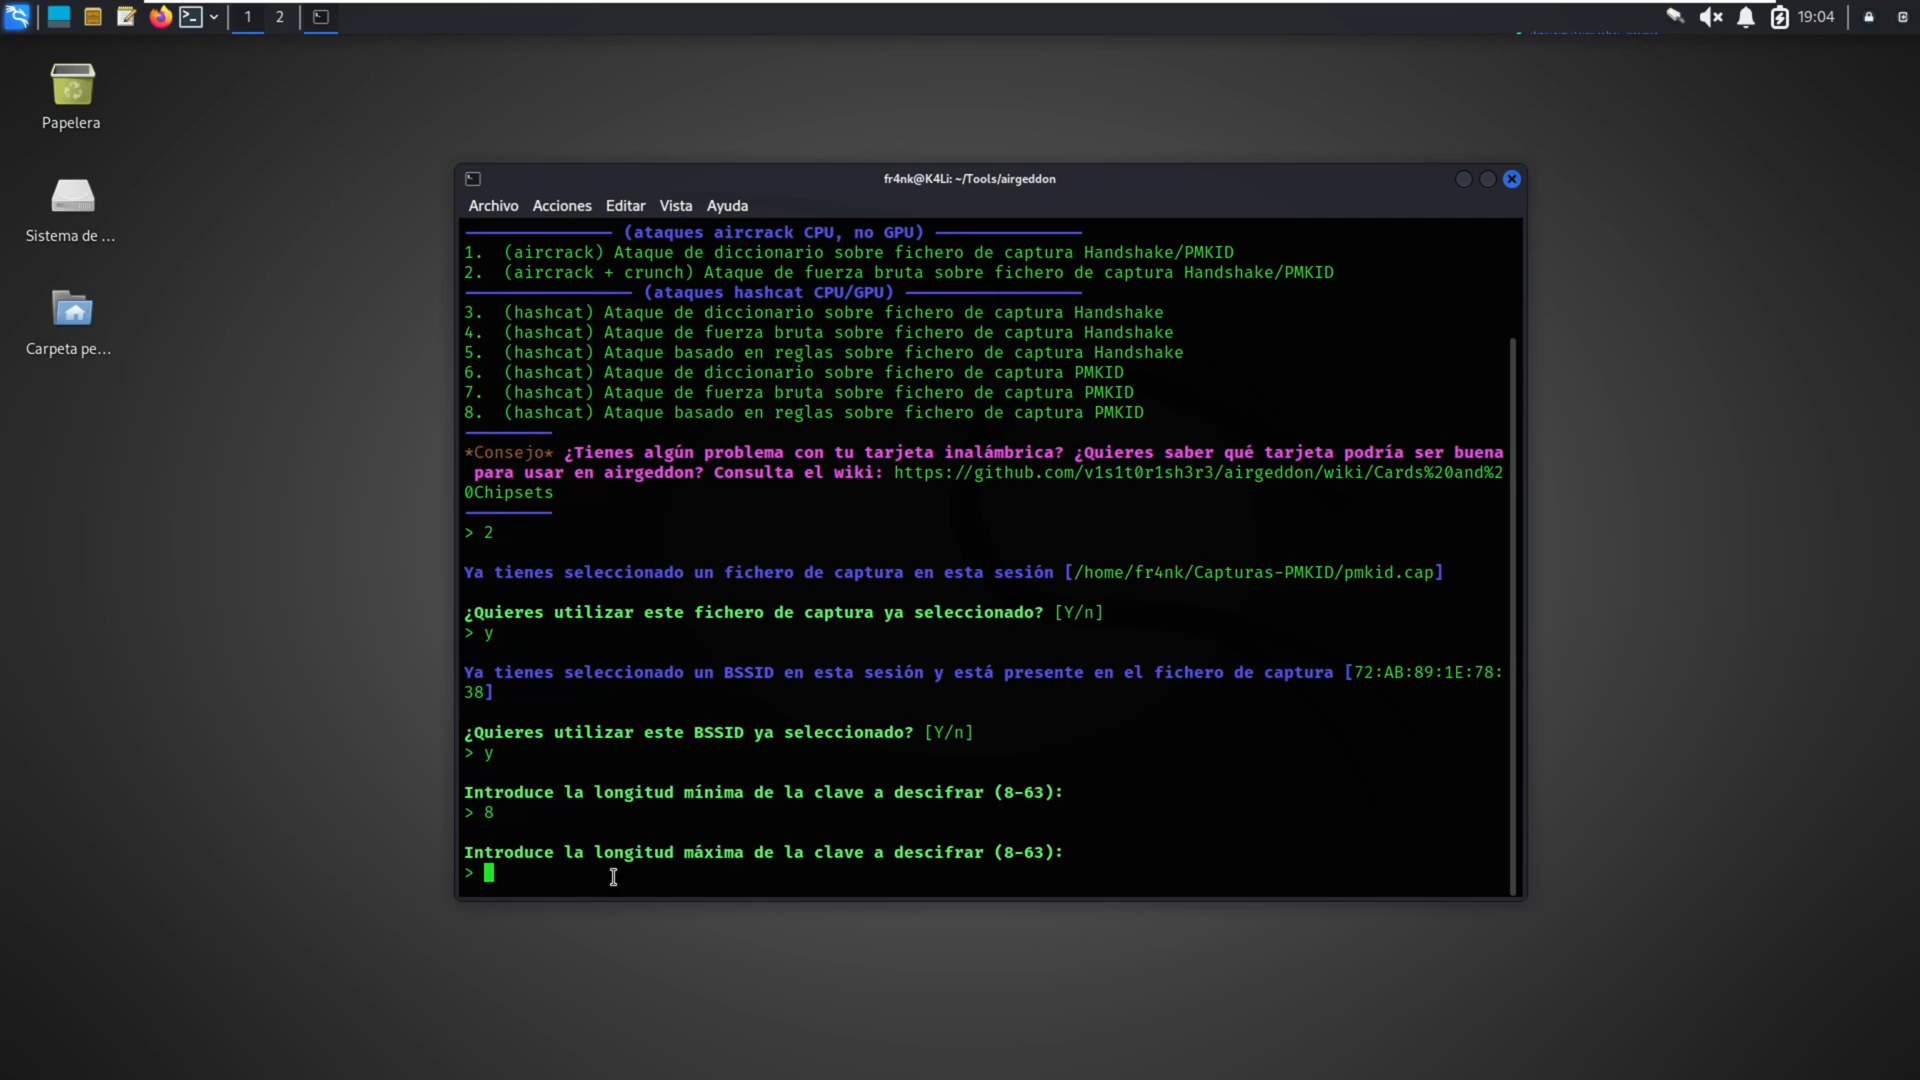 1 2
19:04
Papelera
Sistema de ...
Carpeta pe...
fr4nk@K4Li: ~/Tools/airgeddon
Archivo Acciones Editar Vista Ayuda
(ataques aircrack CPU, no GPU)
1. (aircrack) Ataque de diccionario sobre fichero de captura Handshake/PMKID
2. (aircrack + crunch) Ataque de fuerza bruta sobre fichero de captura Handshake/PMKID
(ataques hashcat CPU/GPU)
3. (hashcat) Ataque de diccionario sobre fichero de captura Handshake
4. (hashcat) Ataque de fuerza bruta sobre fichero de captura Handshake
5. (hashcat) Ataque basado en reglas sobre fichero de captura Handshake
6. (hashcat) Ataque de diccionario sobre fichero de captura PMKID
7. (hashcat) Ataque de fuerza bruta sobre fichero de captura PMKID
8. (hashcat) Ataque basado en reglas sobre fichero de captura PMKID
*Consejo* ¿Tienes algún problema con tu tarjeta inalámbrica? ¿Quieres saber qué tarjeta podría ser buena
para usar en airgeddon? Consulta el wiki: https://github.com/v1s1t0r1sh3r3/airgeddon/wiki/Cards%20and%2
0Chipsets
> 2
Ya tienes seleccionado un fichero de captura en esta sesión [/home/fr4nk/Capturas-PMKID/pmkid.cap]
¿Quieres utilizar este fichero de captura ya seleccionado? [Y/n]
> y
Ya tienes seleccionado un BSSID en esta sesión y está presente en el fichero de captura [72:AB:89:1E:78:
38]
¿Quieres utilizar este BSSID ya seleccionado? [Y/n]
> y
Introduce la longitud mínima de la clave a descifrar (8-63):
> 8
Introduce la longitud máxima de la clave a descifrar (8-63):
>